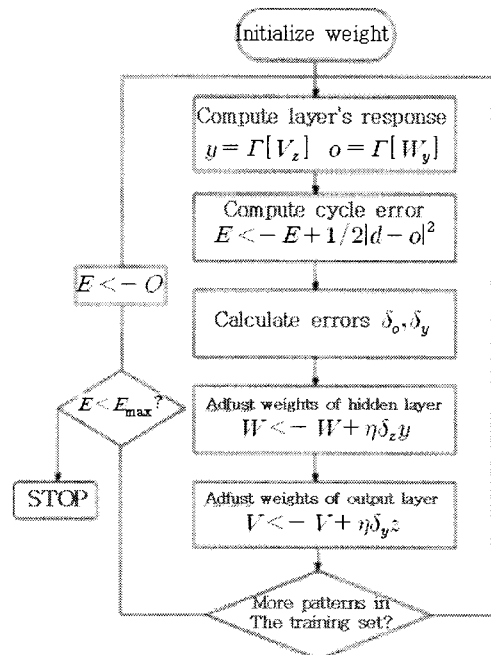 Initialize weight
Compute layer's response
y = Γ[V_z]   o = Γ[W_y]
Compute cycle error
E <− E + 1/2|d − o|²
Calculate errors δ_o, δ_y
Adjust weights of hidden layer
W <− W + ηδ_z y
Adjust weights of output layer
V <− V + ηδ_y z
More patterns in
The training set?
E < E_max?
E <− O
STOP